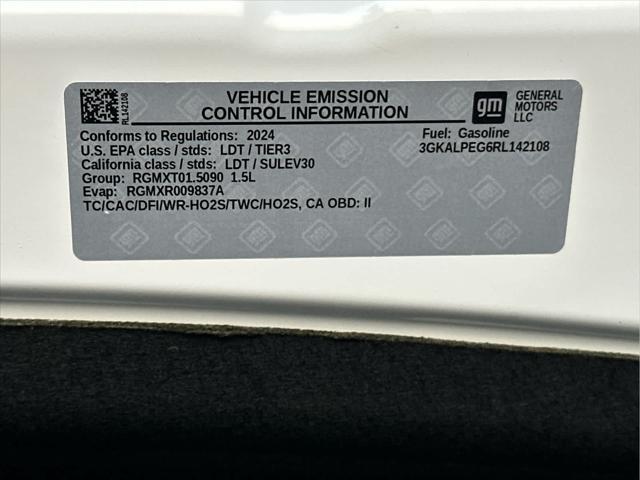 RL142108
VEHICLE EMISSION
CONTROL INFORMATION
gm
GENERAL
MOTORS
LLC
Conforms to Regulations: 2024
U.S. EPA class / stds: LDT / TIER3
California class / stds: LDT / SULEV30
Group: RGMXT01.5090 1.5L
Evap: RGMXR009837A
TC/CAC/DFI/WR-HO2S/TWC/HO2S, CA OBD: II
Fuel: Gasoline
3GKALPEG6RL142108